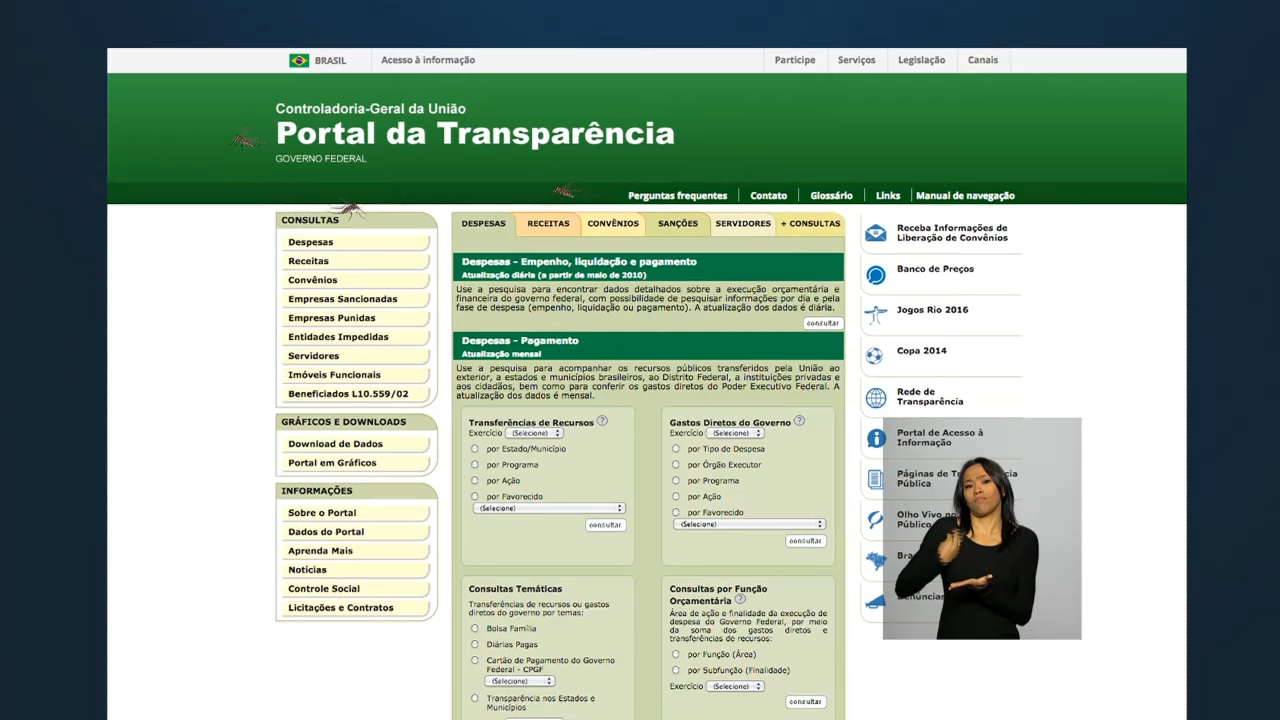 BRASIL
Acesso à informação
Participe
Serviços
Legislação
Canais
Controladoria-Geral da União
Portal da Transparência
GOVERNO FEDERAL
Perguntas frequentes
Contato
Glossário
Links
Manual de navegação
CONSULTAS
Despesas
Receitas
Convênios
Empresas Sancionadas
Empresas Punidas
Entidades Impedidas
Servidores
Imóveis Funcionais
Beneficiados L10.559/02
GRÁFICOS E DOWNLOADS
Download de Dados
Portal em Gráficos
INFORMAÇÕES
Sobre o Portal
Dados do Portal
Aprenda Mais
Notícias
Controle Social
Licitações e Contratos
DESPESAS
RECEITAS
CONVÊNIOS
SANÇÕES
SERVIDORES
+ CONSULTAS
Despesas - Empenho, liquidação e pagamento
Atualização diária (a partir de maio de 2010)
Use a pesquisa para encontrar dados detalhados sobre a execução orçamentária e
financeira do governo federal, com possibilidade de pesquisar informações por dia e pela
fase de despesa (empenho, liquidação ou pagamento). A atualização dos dados é diária.
consultar
Despesas - Pagamento
Atualização mensal
Use a pesquisa para acompanhar os recursos públicos transferidos pela União ao
exterior, a estados e municípios brasileiros, ao Distrito Federal, a instituições privadas e
aos cidadãos, bem como para conferir os gastos diretos do Poder Executivo Federal. A
atualização dos dados é mensal.
Transferências de Recursos ?
Exercício (Selecione)
por Estado/Município
por Programa
por Ação
por Favorecido
(Selecione)
consultar
Gastos Diretos do Governo ?
Exercício (Selecione)
por Tipo de Despesa
por Órgão Executor
por Programa
por Ação
por Favorecido
(Selecione)
consultar
Consultas Temáticas
Transferências de recursos ou gastos
diretos do governo por temas:
Bolsa Família
Diárias Pagas
Cartão de Pagamento do Governo
Federal - CPGF
(Selecione)
Transparência nos Estados e
Municípios
Consultas por Função
Orçamentária ?
Área de ação e finalidade da execução de
despesa do Governo Federal, por meio
da soma dos gastos diretos e
transferências de recursos:
por Função (Área)
por Subfunção (Finalidade)
Exercício (Selecione)
consultar
Receba Informações de
Liberação de Convênios
Banco de Preços
Jogos Rio 2016
Copa 2014
Rede de
Transparência
Portal de Acesso à
Informação
Páginas de
Pública
Olho Vivo no
Público
Denúncias